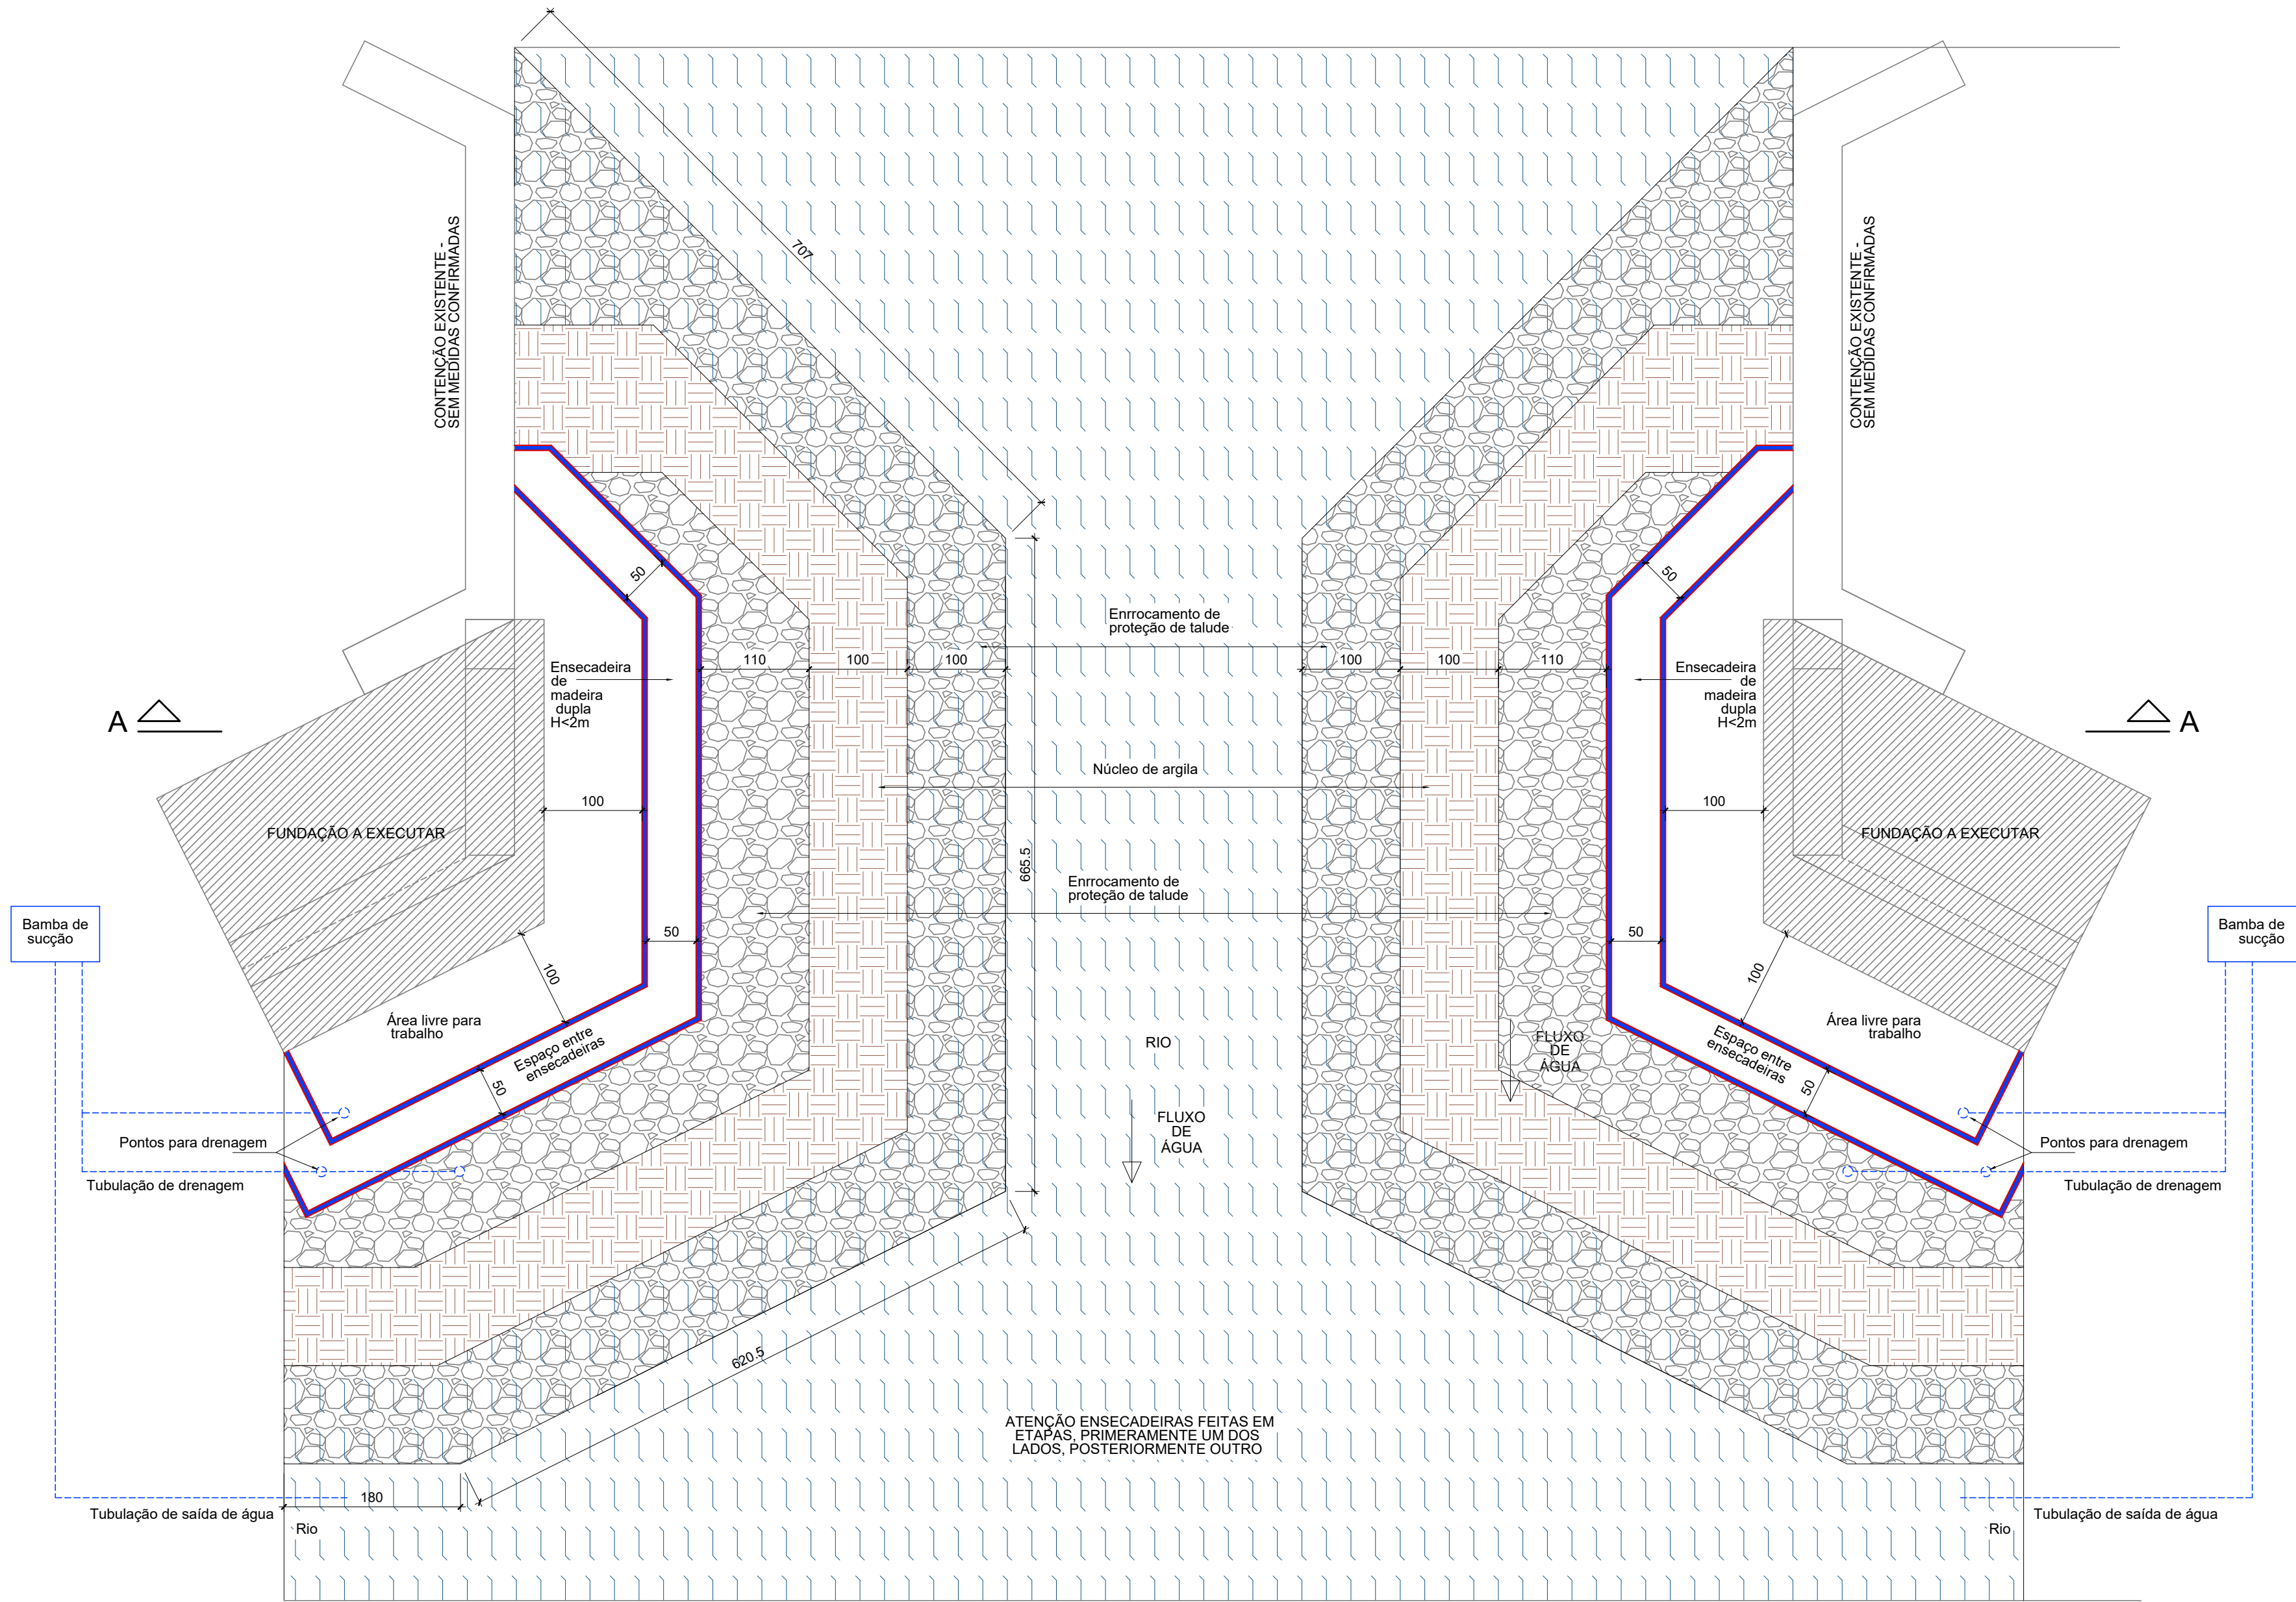 707
CONTENÇÃO EXISTENTE -
SEM MEDIDAS CONFIRMADAS
CONTENÇÃO EXISTENTE -
SEM MEDIDAS CONFIRMADAS
50
50
Enrrocamento de
proteção de talude
Ensecadeira
de
madeira
dupla
H<2m
110
100
100
100
100
110
Ensecadeira
de
madeira
dupla
H<2m
A
A
Núcleo de argila
100
100
FUNDAÇÃO A EXECUTAR
FUNDAÇÃO A EXECUTAR
665.5
Enrrocamento de
proteção de talude
Bamba de
sucção
50
50
Bamba de
sucção
100
100
Área livre para
trabalho
Área livre para
trabalho
Espaço entre
ensecadeiras
Espaço entre
ensecadeiras
RIO
FLUXO
DE
ÁGUA
50
50
FLUXO
DE
ÁGUA
Pontos para drenagem
Pontos para drenagem
Tubulação de drenagem
Tubulação de drenagem
620.5
ATENÇÃO ENSECADEIRAS FEITAS EM
ETAPAS, PRIMERAMENTE UM DOS
LADOS, POSTERIORMENTE OUTRO
180
Tubulação de saída de água
Tubulação de saída de água
Rio
Rio